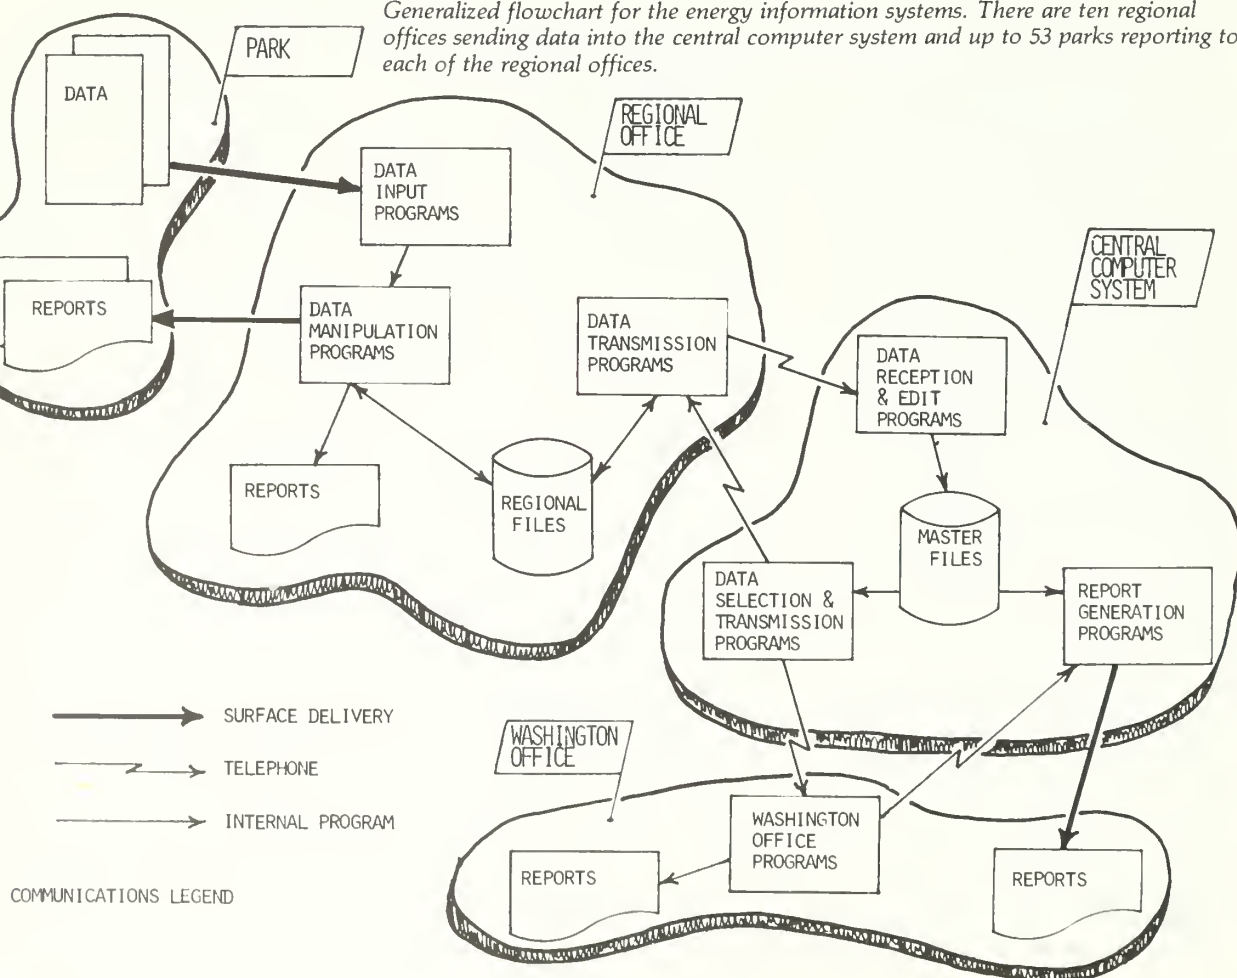 Generalized flowchart for the energy information systems. There are ten regional
offices sending data into the central computer system and up to 53 parks reporting to
each of the regional offices.
PARK
DATA
REGIONAL
OFFICE
DATA
INPUT
PROGRAMS
REPORTS
DATA
MANIPULATION
PROGRAMS
DATA
TRANSMISSION
PROGRAMS
REPORTS
REGIONAL
FILES
CENTRAL
COMPUTER
SYSTEM
DATA
RECEPTION
& EDIT
PROGRAMS
MASTER
FILES
DATA
SELECTION &
TRANSMISSION
PROGRAMS
REPORT
GENERATION
PROGRAMS
SURFACE DELIVERY
TELEPHONE
INTERNAL PROGRAM
COMMUNICATIONS LEGEND
WASHINGTON
OFFICE
WASHINGTON
OFFICE
PROGRAMS
REPORTS
REPORTS